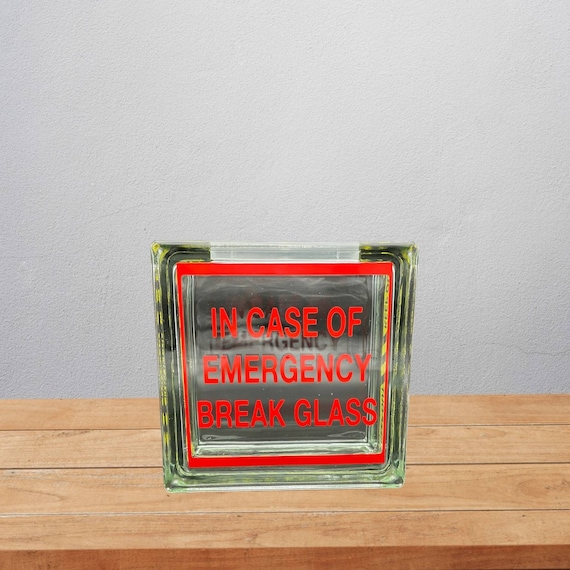 IN CASE OF
EMERGENCY
BREAK GLASS